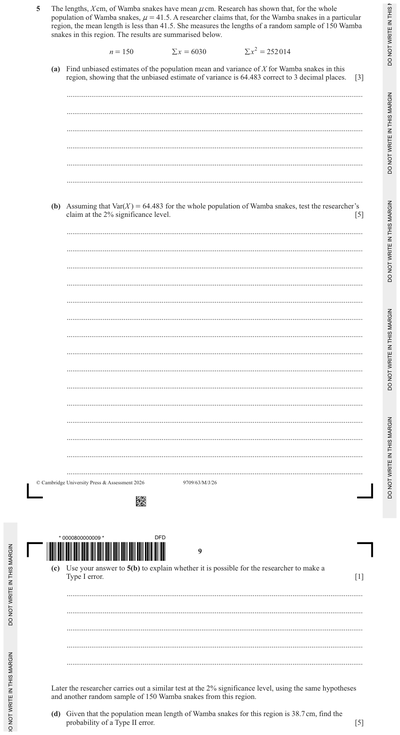 5 The lengths, X cm, of Wamba snakes have mean μ cm. Research has shown that, for the whole
population of Wamba snakes, μ = 41.5. A researcher claims that, for Wamba snakes in a particular
region, the mean length is less than 41.5. She measures the lengths of a random sample of 150 Wamba
snakes in this region. The results are summarised below.
n = 150 Σx = 6030 Σx² = 252 014
(a) Find unbiased estimates of the population mean and variance of X for Wamba snakes in this
region, showing that the unbiased estimate of variance is 64.483 correct to 3 decimal places. [3]
(b) Assuming that Var(X) = 64.483 for the whole population of Wamba snakes, test the researcher's
claim at the 2% significance level. [5]
© Cambridge University Press & Assessment 2026 9709/63/M/J/26
* 0000800000009 * DFD
9
(c) Use your answer to 5(b) to explain whether it is possible for the researcher to make a
Type I error. [1]
Later the researcher carries out a similar test at the 2% significance level, using the same hypotheses
and another random sample of 150 Wamba snakes from this region.
(d) Given that the population mean length of Wamba snakes for this region is 38.7 cm, find the
probability of a Type II error. [5]
DO NOT WRITE IN THIS M
DO NOT WRITE IN THIS MARGIN
DO NOT WRITE IN THIS MARGIN
DO NOT WRITE IN THIS MARGIN
DO NOT WRITE IN THIS MARGIN
DO NOT WRITE IN THIS MARGIN
O NOT WRITE IN THIS MARGIN